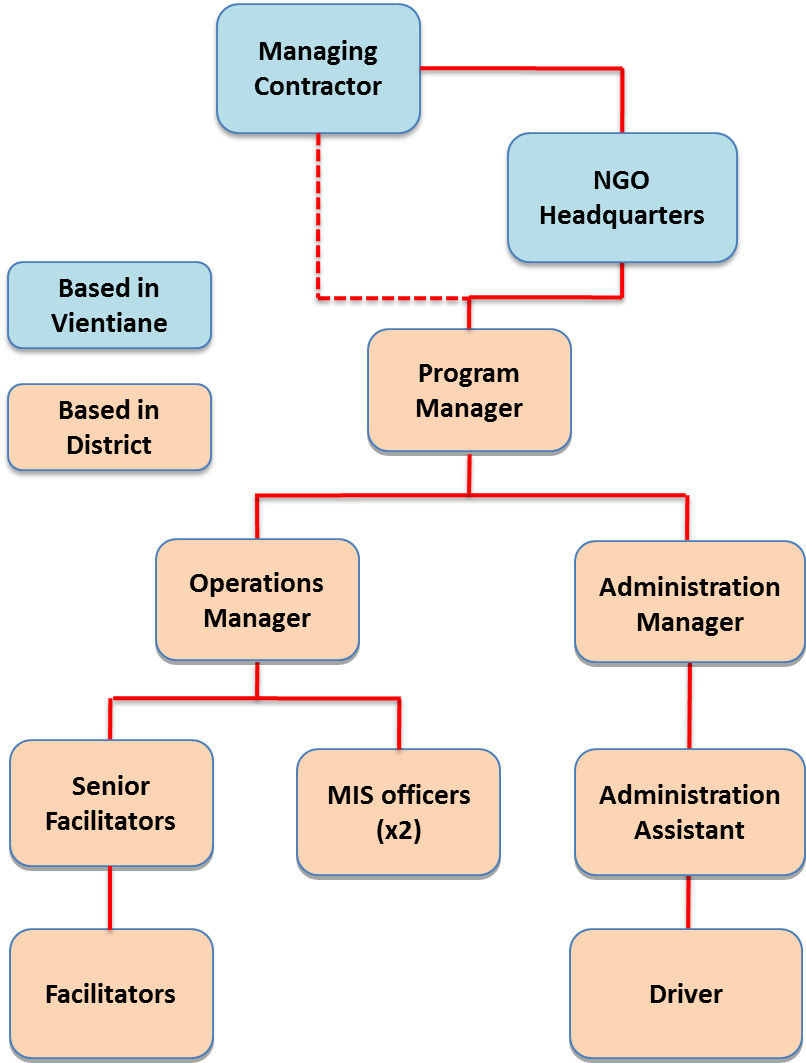 Managing
Contractor
NGO
Headquarters
Based in
Vientiane
Program
Manager
Based in
District
Operations
Manager
Administration
Manager
Senior
Facilitators
MIS officers
(x2)
Administration
Assistant
Facilitators
Driver